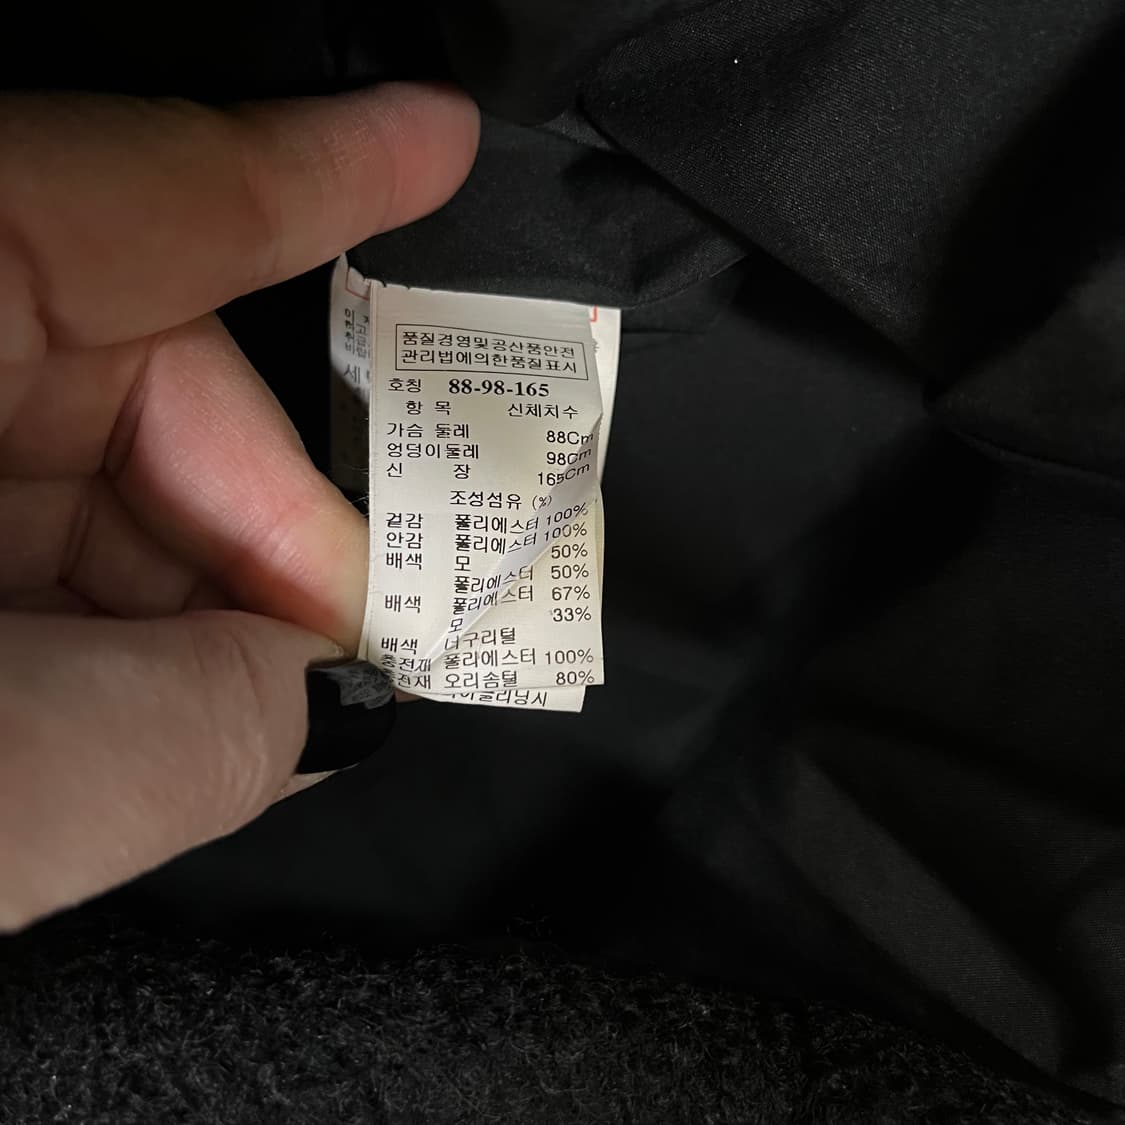 품질경영및공산품안전
관리법에의한품질표시
호칭 88-98-165
항 목 신체치수
가슴 둘레 88Cm
엉덩이둘레 98Cm
신 장 165Cm
조성섬유 (%)
겉감 폴리에스터 100%
안감 폴리에스터 100%
배색 모 50%
폴리에스터 50%
배색 폴리에스터 67%
모 33%
배색 너구리털
충전재 폴리에스터 100%
충전재 오리솜털 80%